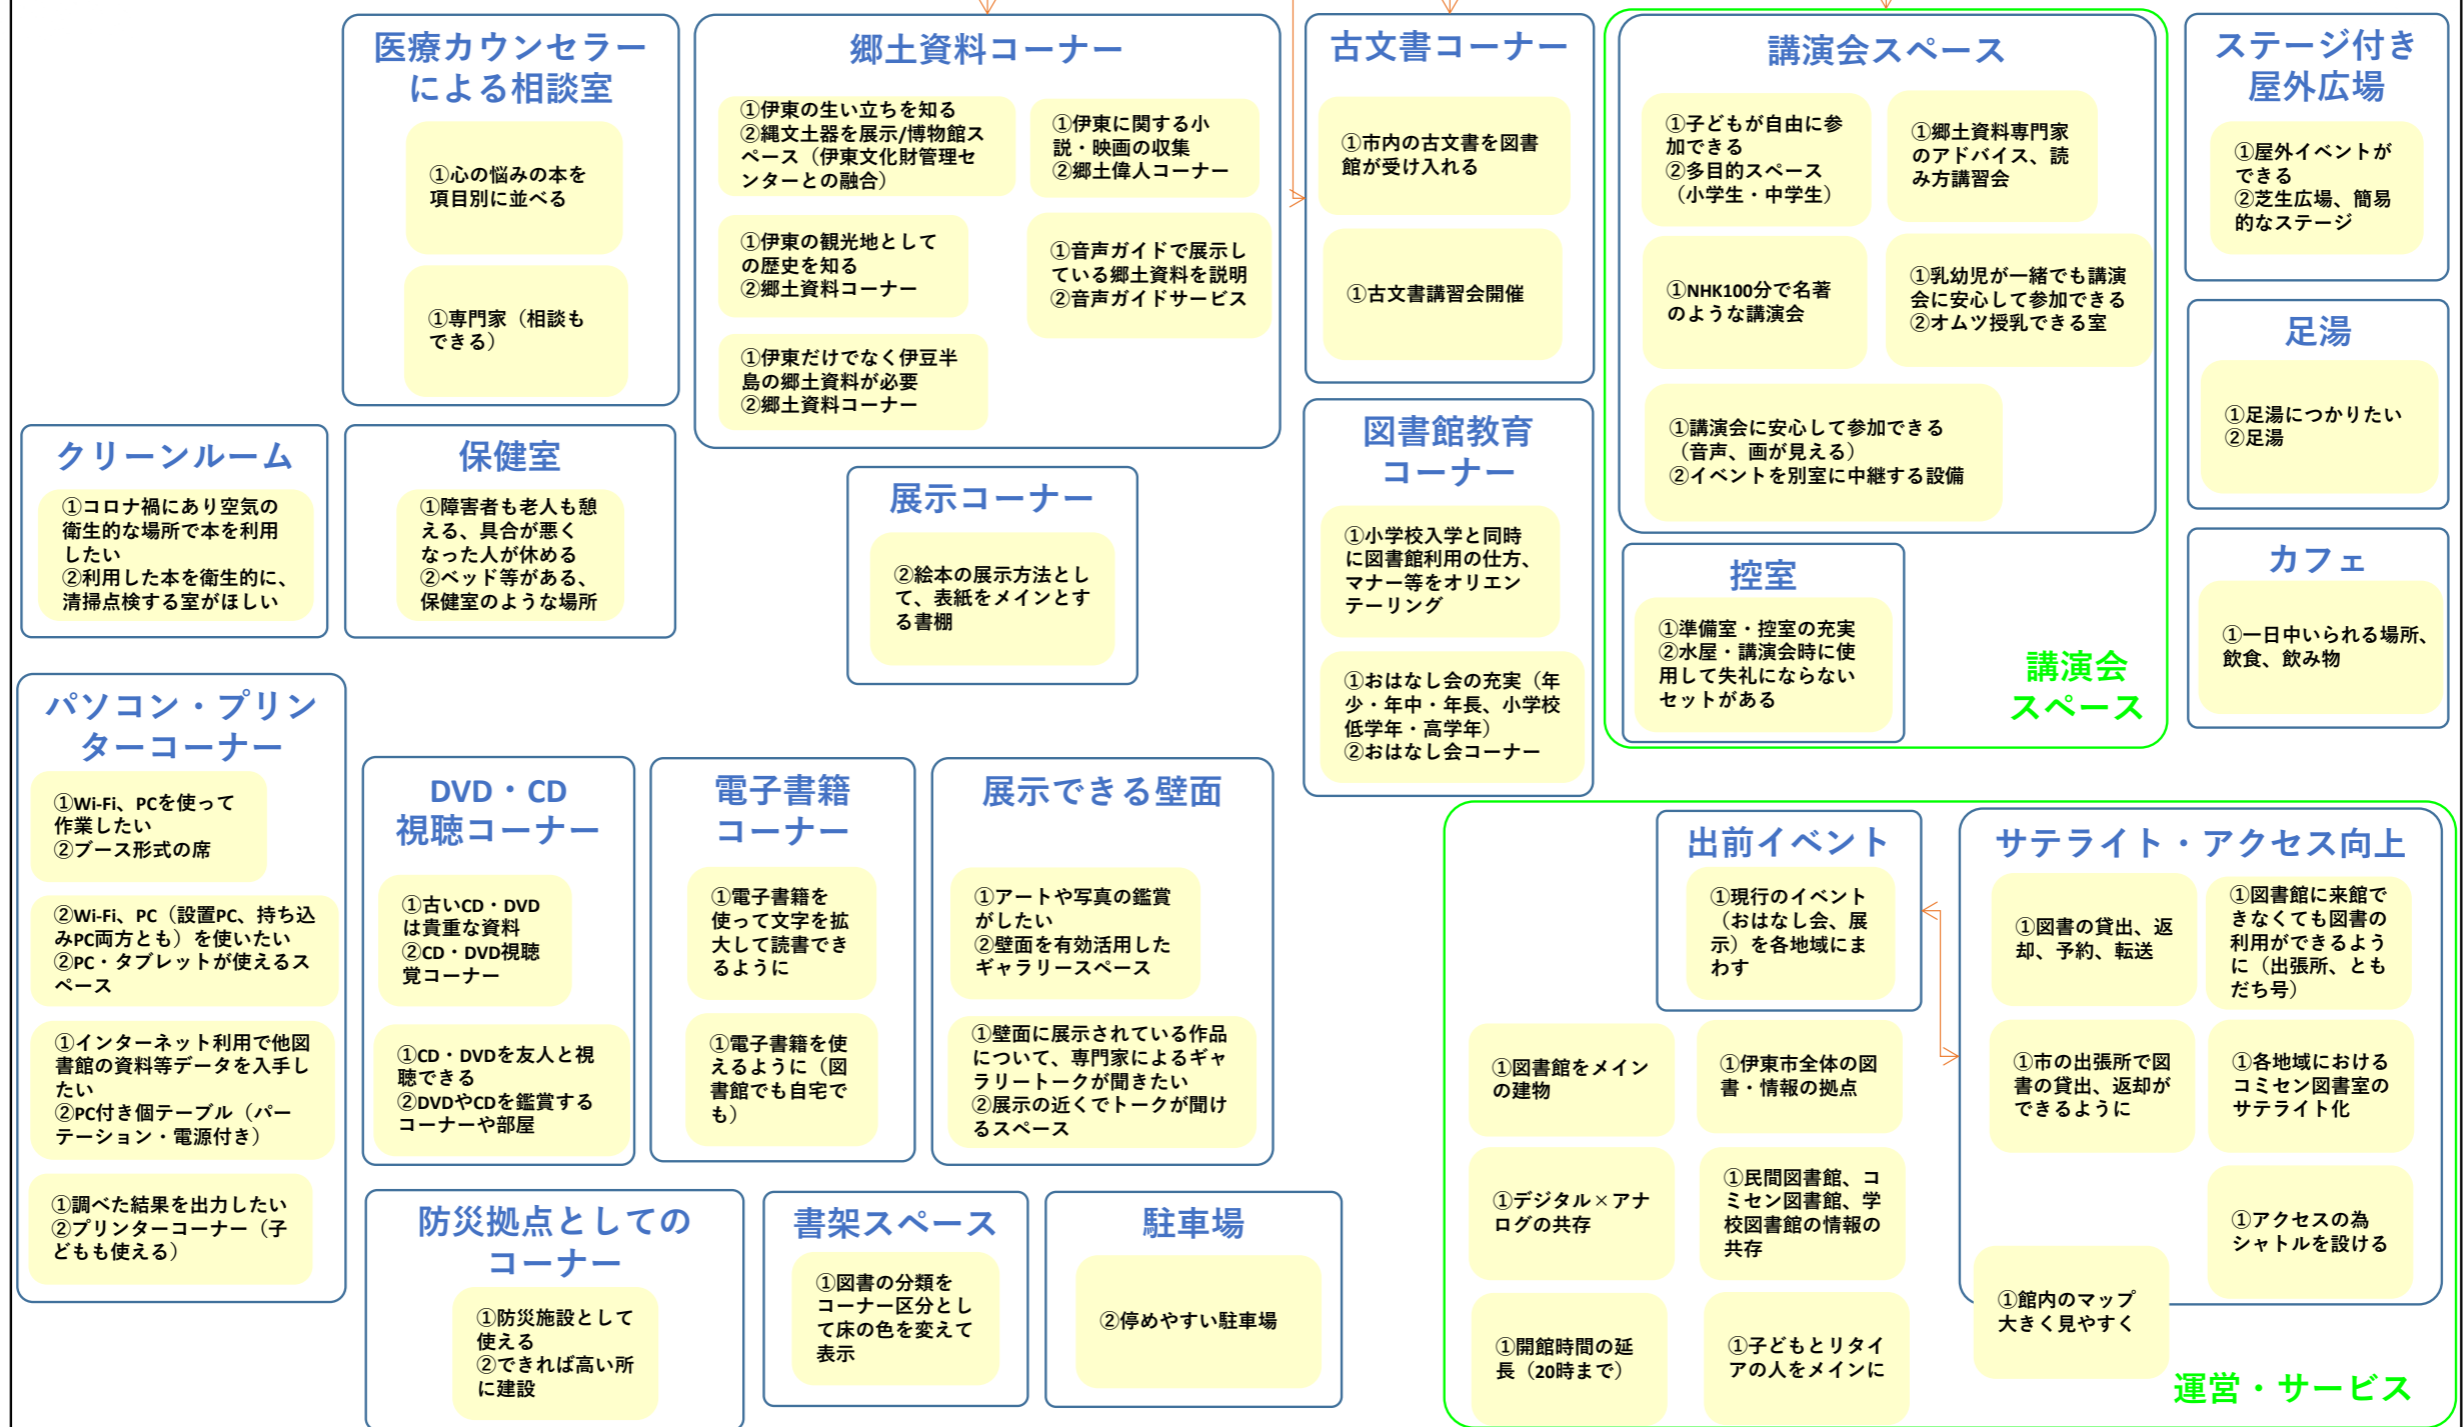 医療カウンセラー
による相談室
①心の悩みの本を
項目別に並べる
①専門家（相談も
できる）
郷土資料コーナー
①伊東の生い立ちを知る
②縄文土器を展示/博物館ス
ペース（伊東文化財管理セ
ンターとの融合）
①伊東に関する小
説・映画の収集
②郷土偉人コーナー
①伊東の観光地として
の歴史を知る
②郷土資料コーナー
①音声ガイドで展示し
ている郷土資料を説明
②音声ガイドサービス
①伊東だけでなく伊豆半
島の郷土資料が必要
②郷土資料コーナー
古文書コーナー
①市内の古文書を図書
館が受け入れる
①古文書講習会開催
講演会スペース
①子どもが自由に参
加できる
②多目的スペース
（小学生・中学生）
①郷土資料専門家
のアドバイス、読
み方講習会
①NHK100分で名著
のような講演会
①乳幼児が一緒でも講演
会に安心して参加できる
②オムツ授乳できる室
①講演会に安心して参加できる
（音声、画が見える）
②イベントを別室に中継する設備
控室
①準備室・控室の充実
②水屋・講演会時に使
用して失礼にならない
セットがある
講演会
スペース
ステージ付き
屋外広場
①屋外イベントが
できる
②芝生広場、簡易
的なステージ
足湯
①足湯につかりたい
②足湯
カフェ
①一日中いられる場所、
飲食、飲み物
クリーンルーム
①コロナ禍にあり空気の
衛生的な場所で本を利用
したい
②利用した本を衛生的に、
清掃点検する室がほしい
保健室
①障害者も老人も憩
える、具合が悪く
なった人が休める
②ベッド等がある、
保健室のような場所
展示コーナー
②絵本の展示方法とし
て、表紙をメインとす
る書棚
図書館教育
コーナー
①小学校入学と同時
に図書館利用の仕方、
マナー等をオリエン
テーリング
①おはなし会の充実（年
少・年中・年長、小学校
低学年・高学年）
②おはなし会コーナー
パソコン・プリン
ターコーナー
①Wi-Fi、PCを使って
作業したい
②ブース形式の席
②Wi-Fi、PC（設置PC、持ち込
みPC両方とも）を使いたい
②PC・タブレットが使えるス
ペース
①インターネット利用で他図
書館の資料等データを入手し
たい
②PC付き個テーブル（パー
テーション・電源付き）
①調べた結果を出力したい
②プリンターコーナー（子
どもも使える）
DVD・CD
視聴コーナー
①古いCD・DVD
は貴重な資料
②CD・DVD視聴
覚コーナー
①CD・DVDを友人と視
聴できる
②DVDやCDを鑑賞する
コーナーや部屋
電子書籍
コーナー
①電子書籍を
使って文字を拡
大して読書でき
るように
①電子書籍を使
えるように（図
書館でも自宅で
も）
展示できる壁面
①アートや写真の鑑賞
がしたい
②壁面を有効活用した
ギャラリースペース
①壁面に展示されている作品
について、専門家によるギャ
ラリートークが聞きたい
②展示の近くでトークが聞け
るスペース
防災拠点としての
コーナー
①防災施設として
使える
②できれば高い所
に建設
書架スペース
①図書の分類を
コーナー区分とし
て床の色を変えて
表示
駐車場
②停めやすい駐車場
出前イベント
①現行のイベント
（おはなし会、展
示）を各地域にま
わす
サテライト・アクセス向上
①図書の貸出、返
却、予約、転送
①図書館に来館で
きなくても図書の
利用ができるよう
に（出張所、とも
だち号）
①市の出張所で図
書の貸出、返却が
できるように
①各地域における
コミセン図書室の
サテライト化
①アクセスの為
シャトルを設ける
①図書館をメイン
の建物
①伊東市全体の図
書・情報の拠点
①デジタル×アナ
ログの共存
①民間図書館、コ
ミセン図書館、学
校図書館の情報の
共存
①開館時間の延
長（20時まで）
①子どもとリタイ
アの人をメインに
①館内のマップ
大きく見やすく
運営・サービス